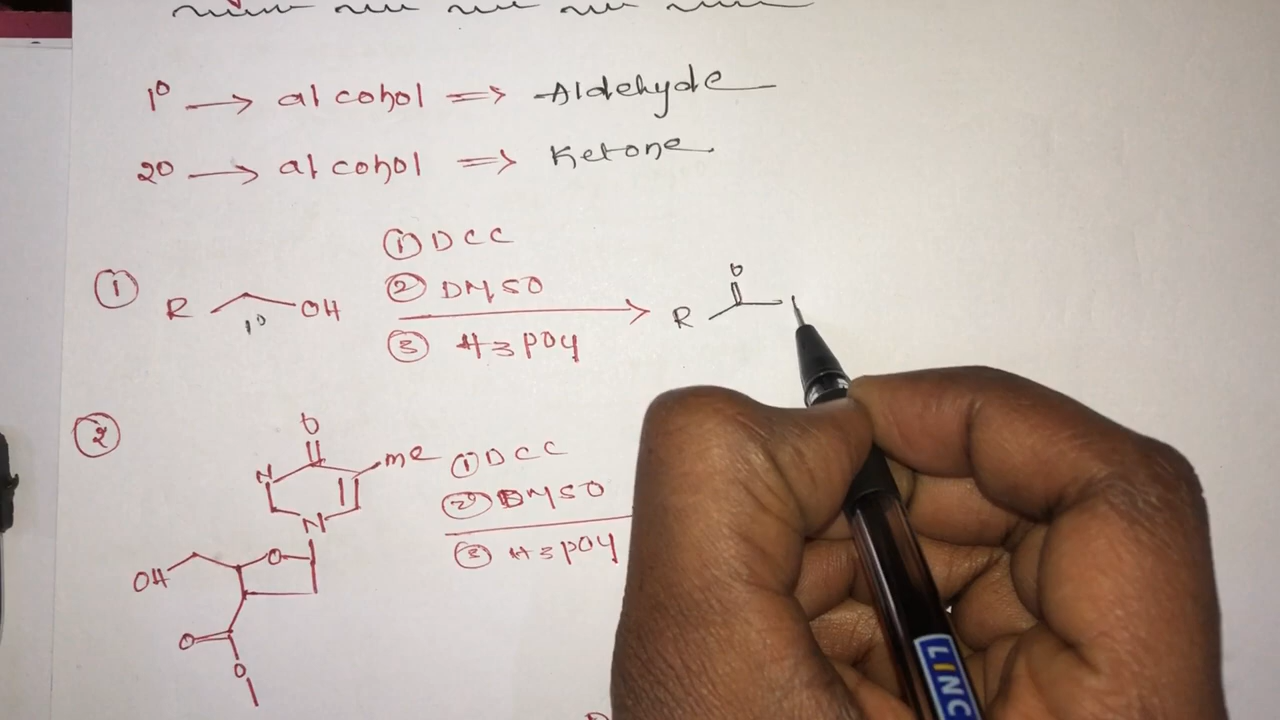 1° → alcohol ⇒ Aldehyde
2° → alcohol ⇒ Ketone
① DCC
① R OH 1° ② DMSO → R O
③ H3PO4
②
O
N me ① DCC
② DMSO
N
③ H3PO4
OH O
O
O
LINC